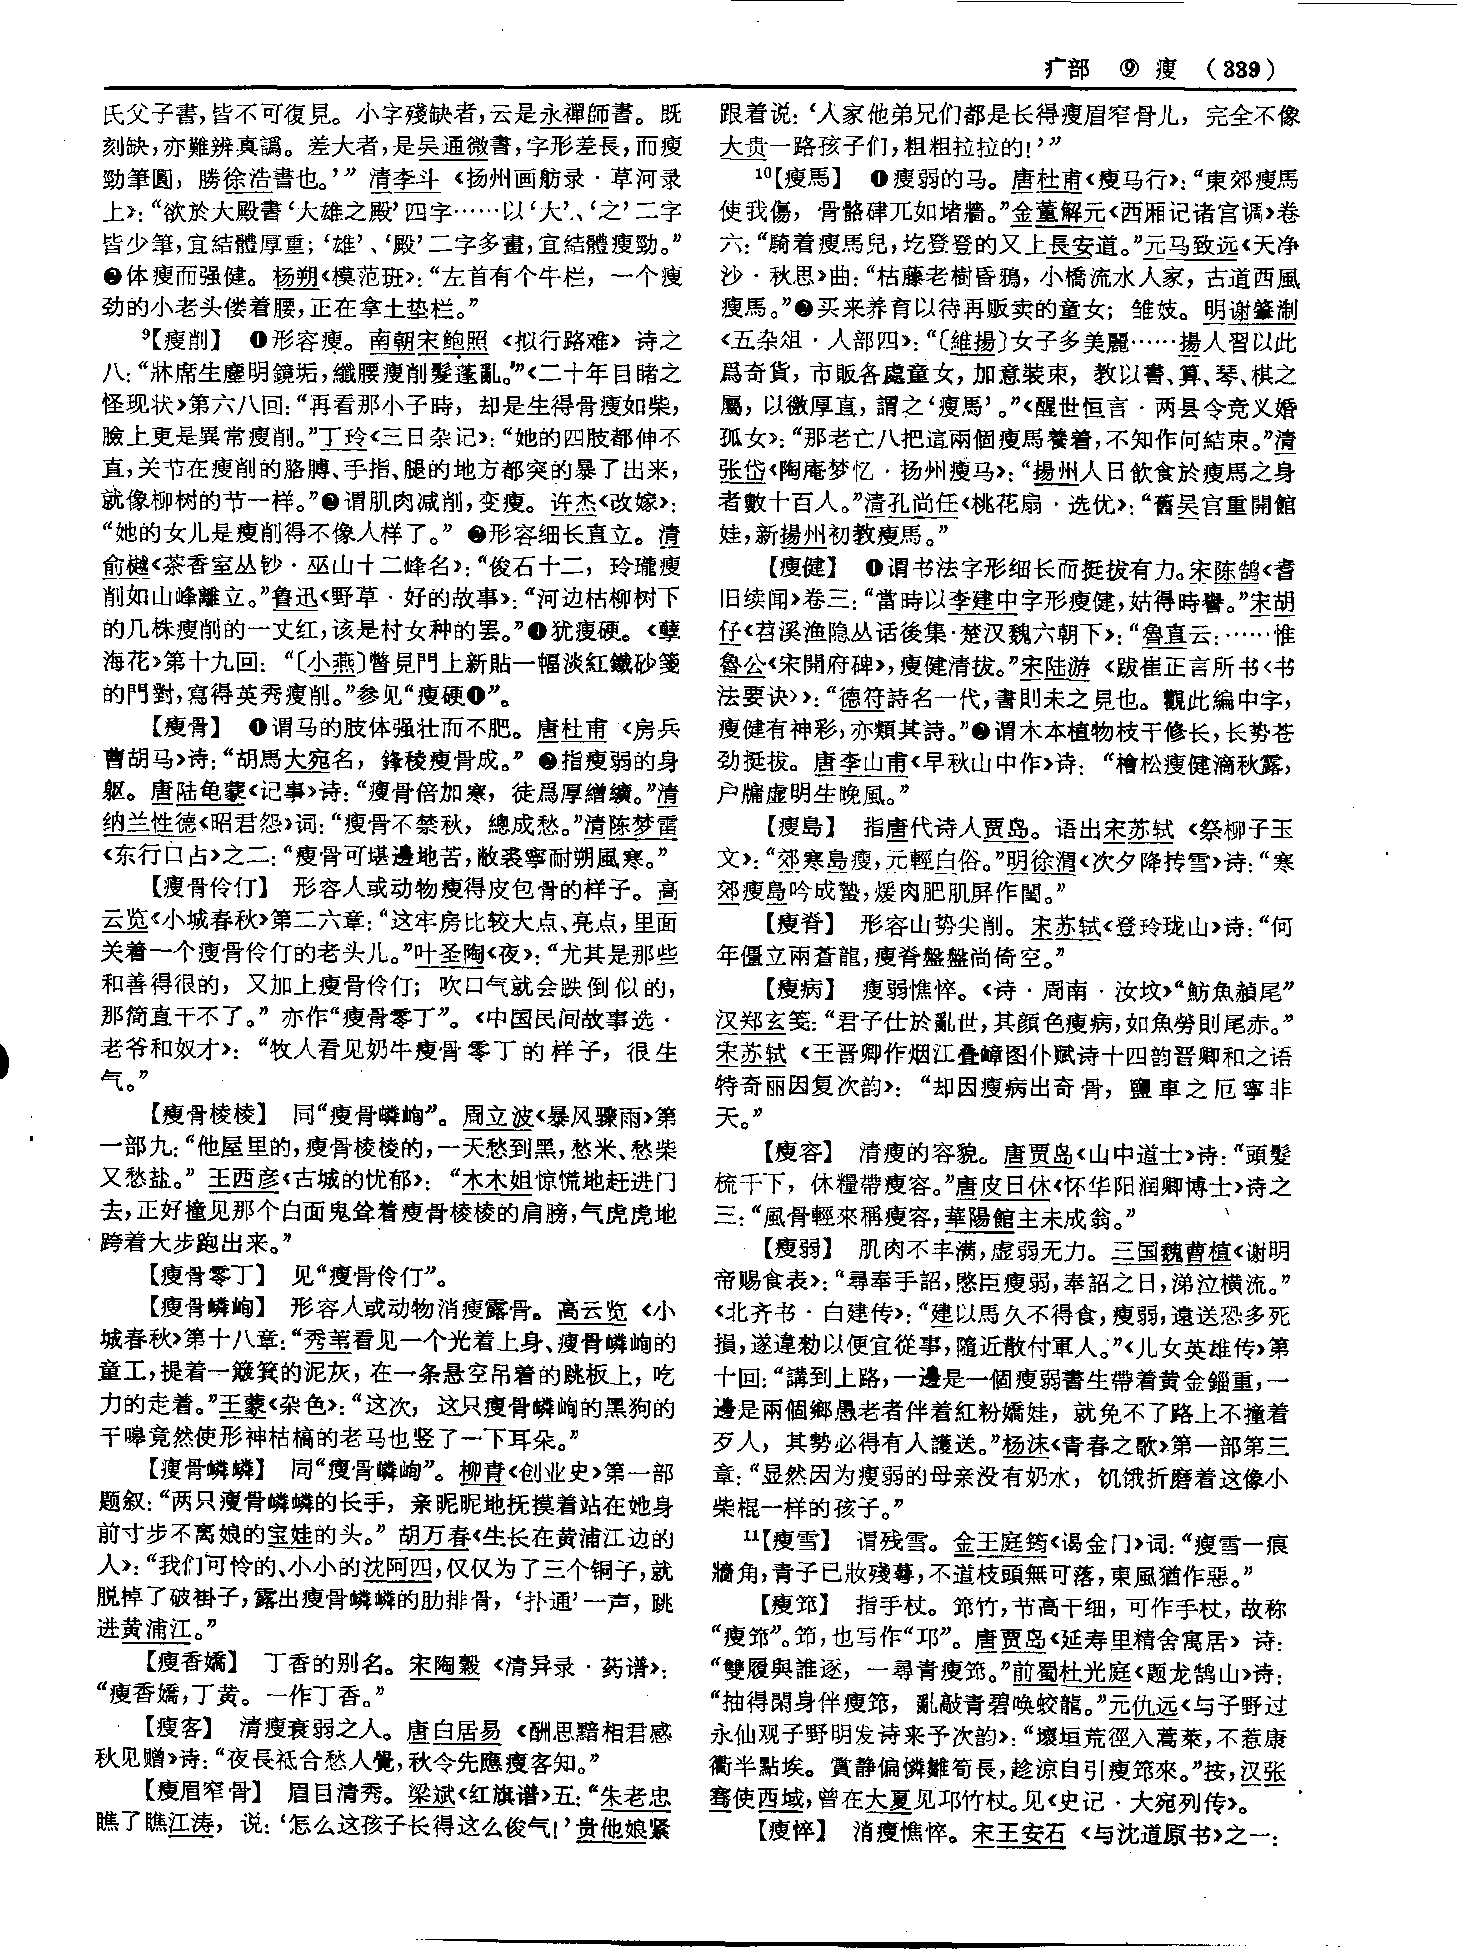 疒部　⑨　瘦　（339）
氏父子書，皆不可復見。小字殘缺者，云是永禪師書。既
刻缺，亦難辨真譌。差大者，是吴通微書，字形差長，而瘦
勁筆圓，勝徐浩書也。’” 清李斗《扬州画舫录·草河录
上》：“欲於大殿書‘大雄之殿’四字……以‘大’、‘之’二字
皆少筆，宜結體厚重；‘雄’、‘殿’二字多畫，宜結體瘦勁。”
❷体瘦而强健。杨朔《模范班》：“左首有个牛栏，一个瘦
劲的小老头偻着腰，正在拿土垫栏。”
9【瘦削】 ❶形容瘦。南朝宋鲍照《拟行路难》诗之
八：“牀席生塵明鏡垢，纖腰瘦削髮蓬亂。”《二十年目睹之
怪现状》第六八回：“再看那小子時，却是生得骨瘦如柴，
臉上更是異常瘦削。”丁玲《三日杂记》：“她的四肢都伸不
直，关节在瘦削的胳膊、手指、腿的地方都突的暴了出来，
就像柳树的节一样。”❷谓肌肉减削，变瘦。许杰《改嫁》：
“她的女儿是瘦削得不像人样了。” ❷形容细长直立。清
俞樾《茶香室丛钞·巫山十二峰名》：“俊石十二，玲瓏瘦
削如山峰離立。”鲁迅《野草·好的故事》：“河边枯柳树下
的几株瘦削的一丈红，该是村女种的罢。”❹犹瘦硬。《孽
海花》第十九回：“〔小燕〕瞥見門上新貼一幅淡紅鐵砂箋
的門對，寫得英秀瘦削。”参见“瘦硬❶”。
【瘦骨】 ❶谓马的肢体强壮而不肥。唐杜甫《房兵
曹胡马》诗：“胡馬大宛名，鋒稜瘦骨成。” ❷指瘦弱的身
躯。唐陆龟蒙《记事》诗：“瘦骨倍加寒，徒爲厚繒纊。”清
纳兰性德《昭君怨》词：“瘦骨不禁秋，總成愁。”清陈梦雷
《东行口占》之二：“瘦骨可堪邊地苦，敝裘寧耐朔風寒。”
【瘦骨伶仃】 形容人或动物瘦得皮包骨的样子。高
云览《小城春秋》第二六章：“这牢房比较大点、亮点，里面
关着一个瘦骨伶仃的老头儿。”叶圣陶《夜》：“尤其是那些
和善得很的，又加上瘦骨伶仃；吹口气就会跌倒似的，
那简直干不了。”亦作“瘦骨零丁”。《中国民间故事选·
老爷和奴才》：“牧人看见奶牛瘦骨零丁的样子，很生
气。”
【瘦骨棱棱】 同“瘦骨嶙峋”。周立波《暴风骤雨》第
一部九：“他屋里的，瘦骨棱棱的，一天愁到黑，愁米、愁柴
又愁盐。”王西彦《古城的忧郁》：“木木姐惊慌地赶进门
去，正好撞见那个白面鬼耸着瘦骨棱棱的肩膀，气虎虎地
跨着大步跑出来。”
【瘦骨零丁】 见“瘦骨伶仃”。
【瘦骨嶙峋】 形容人或动物消瘦露骨。高云览《小
城春秋》第十八章：“秀苇看见一个光着上身、瘦骨嶙峋的
童工，提着一簸箕的泥灰，在一条悬空吊着的跳板上，吃
力的走着。”王蒙《杂色》：“这次，这只瘦骨嶙峋的黑狗的
干嗥竟然使形神枯槁的老马也竖了一下耳朵。”
【瘦骨嶙嶙】 同“瘦骨嶙峋”。柳青《创业史》第一部
题叙：“两只瘦骨嶙嶙的长手，亲昵昵地抚摸着站在她身
前寸步不离娘的宝娃的头。”胡万春《生长在黄浦江边的
人》：“我们可怜的、小小的沈阿四，仅仅为了三个铜子，就
脱掉了破褂子，露出瘦骨嶙嶙的肋排骨，‘扑通’一声，跳
进黄浦江。”
【瘦香嬌】 丁香的别名。宋陶穀《清异录·药谱》：
“瘦香嬌，丁黄。一作丁香。”
【瘦客】 清瘦衰弱之人。唐白居易《酬思黯相君感
秋见赠》诗：“夜長祗合愁人覺，秋令先應瘦客知。”
【瘦眉窄骨】 眉目清秀。梁斌《红旗谱》五：“朱老忠
瞧了瞧江涛，说：‘怎么这孩子长得这么俊气！’贵他娘紧
跟着说：‘人家他弟兄们都是长得瘦眉窄骨儿，完全不像
大贵一路孩子们，粗粗拉拉的！’”
10【瘦馬】 ❶瘦弱的马。唐杜甫《瘦马行》：“東郊瘦馬
使我傷，骨骼硉兀如堵牆。”金董解元《西厢记诸宫调》卷
六：“騎着瘦馬兒，圪登登的又上長安道。”元马致远《天净
沙·秋思》曲：“枯藤老樹昏鴉，小橋流水人家，古道西風
瘦馬。”❷买来养育以待再贩卖的童女；雏妓。明谢肇淛
《五杂俎·人部四》：“〔維揚〕女子多美麗……揚人習以此
爲奇貨，市販各處童女，加意裝束，教以書、算、琴、棋之
屬，以徼厚直，謂之‘瘦馬’。”《醒世恒言·两县令竞义婚
孤女》：“那老亡八把這兩個瘦馬養着，不知作何結束。”清
张岱《陶庵梦忆·扬州瘦马》：“揚州人日飲食於瘦馬之身
者數十百人。”清孔尚任《桃花扇·选优》：“舊吴宫重開館
娃，新揚州初教瘦馬。”
【瘦健】 ❶谓书法字形细长而挺拔有力。宋陈鹄《耆
旧续闻》卷三：“當時以李建中字形瘦健，姑得時譽。”宋胡
仔《苕溪渔隐丛话後集·楚汉魏六朝下》：“魯直云：……惟
魯公《宋開府碑》，瘦健清拔。”宋陆游《跋崔正言所书〈书
法要诀〉》：“德符詩名一代，書則未之見也。觀此編中字，
瘦健有神彩，亦類其詩。”❷谓木本植物枝干修长，长势苍
劲挺拔。唐李山甫《早秋山中作》诗：“檜松瘦健滴秋露，
户牖虚明生晚風。”
【瘦島】 指唐代诗人贾岛。语出宋苏轼《祭柳子玉
文》：“郊寒島瘦，元輕白俗。”明徐渭《次夕降抟雪》诗：“寒
郊瘦島吟成蟄，煖肉肥肌屏作闈。”
【瘦脊】 形容山势尖削。宋苏轼《登玲珑山》诗：“何
年僵立兩蒼龍，瘦脊盤盤尚倚空。”
【瘦病】 瘦弱憔悴。《诗·周南·汝坟》“魴魚赬尾”
汉郑玄笺：“君子仕於亂世，其顔色瘦病，如魚勞則尾赤。”
宋苏轼《王晋卿作烟江叠嶂图仆赋诗十四韵晋卿和之语
特奇丽因复次韵》：“却因瘦病出奇骨，鹽車之厄寧非
天。”
【瘦容】 清瘦的容貌。唐贾岛《山中道士》诗：“頭髮
梳千下，休糧帶瘦容。”唐皮日休《怀华阳润卿博士》诗之
三：“風骨輕來稱瘦容，華陽館主未成翁。”
【瘦弱】 肌肉不丰满，虚弱无力。三国魏曹植《谢明
帝赐食表》：“尋奉手詔，愍臣瘦弱，奉詔之日，涕泣横流。”
《北齐书·白建传》：“建以馬久不得食，瘦弱，遠送恐多死
損，遂違勑以便宜從事，隨近散付軍人。”《儿女英雄传》第
十回：“講到上路，一邊是一個瘦弱書生帶着黄金錙重，一
邊是兩個鄉愚老者伴着紅粉嬌娃，就免不了路上不撞着
歹人，其勢必得有人護送。”杨沫《青春之歌》第一部第三
章：“显然因为瘦弱的母亲没有奶水，饥饿折磨着这像小
柴棍一样的孩子。”
11【瘦雪】 谓残雪。金王庭筠《谒金门》词：“瘦雪一痕
牆角，青子已妝殘萼，不道枝頭無可落，東風猶作惡。”
【瘦筇】 指手杖。筇竹，节高干细，可作手杖，故称
“瘦筇”。筇，也写作“邛”。唐贾岛《延寿里精舍寓居》诗：
“雙履與誰逐，一尋青瘦筇。”前蜀杜光庭《题龙鹄山》诗：
“抽得閑身伴瘦筇，亂敲青碧唤蛟龍。”元仇远《与子野过
永仙观子野明发诗来予次韵》：“壞垣荒徑入蒿萊，不惹康
衢半點埃。賞静偏憐雛筍長，趁涼自引瘦筇來。”按，汉张
骞使西域，曾在大夏见邛竹杖。见《史记·大宛列传》。
【瘦悴】 消瘦憔悴。宋王安石《与沈道原书》之一：